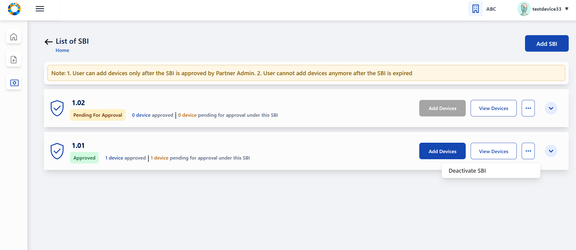 ABC
testdevice33
List of SBI
Home
Add SBI
Note: 1. User can add devices only after the SBI is approved by Partner Admin. 2. User cannot add devices anymore after the SBI is expired
1.02
Pending For Approval
0 device approved | 0 device pending for approval under this SBI
Add Devices
View Devices
1.01
Approved
1 device approved | 1 device pending for approval under this SBI
Add Devices
View Devices
Deactivate SBI